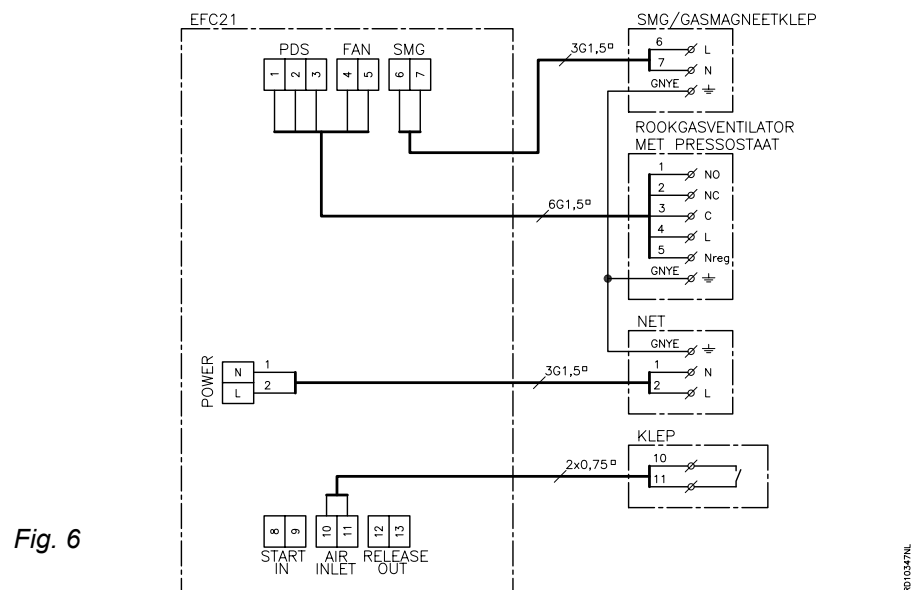 EFC21
SMG/GASMAGNEETKLEP
PDS FAN SMG
1 2 3 4 5 6 7
3G1,5¤
6 L
7 N
GNYE
ROOKGASVENTILATOR
MET PRESSOSTAAT
6G1,5¤
1 NO
2 NC
3 C
4 L
5 Nreg
GNYE
NET
GNYE
POWER
N 1
L 2
3G1,5¤
1 N
2 L
KLEP
2x0,75¤
10
11
8 9 10 11 12 13
START IN
AIR INLET
RELEASE OUT
Fig. 6
RD10347NL